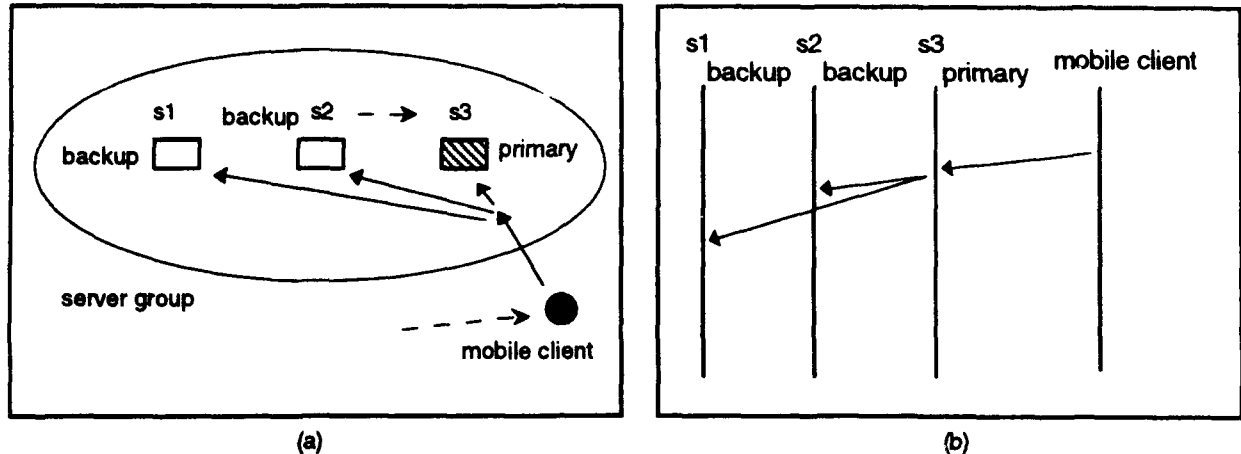 s1
backup
s2
s3
backup
primary
server group
mobile client
(a)
s1
s2
s3
backup
backup
primary
mobile client
(b)